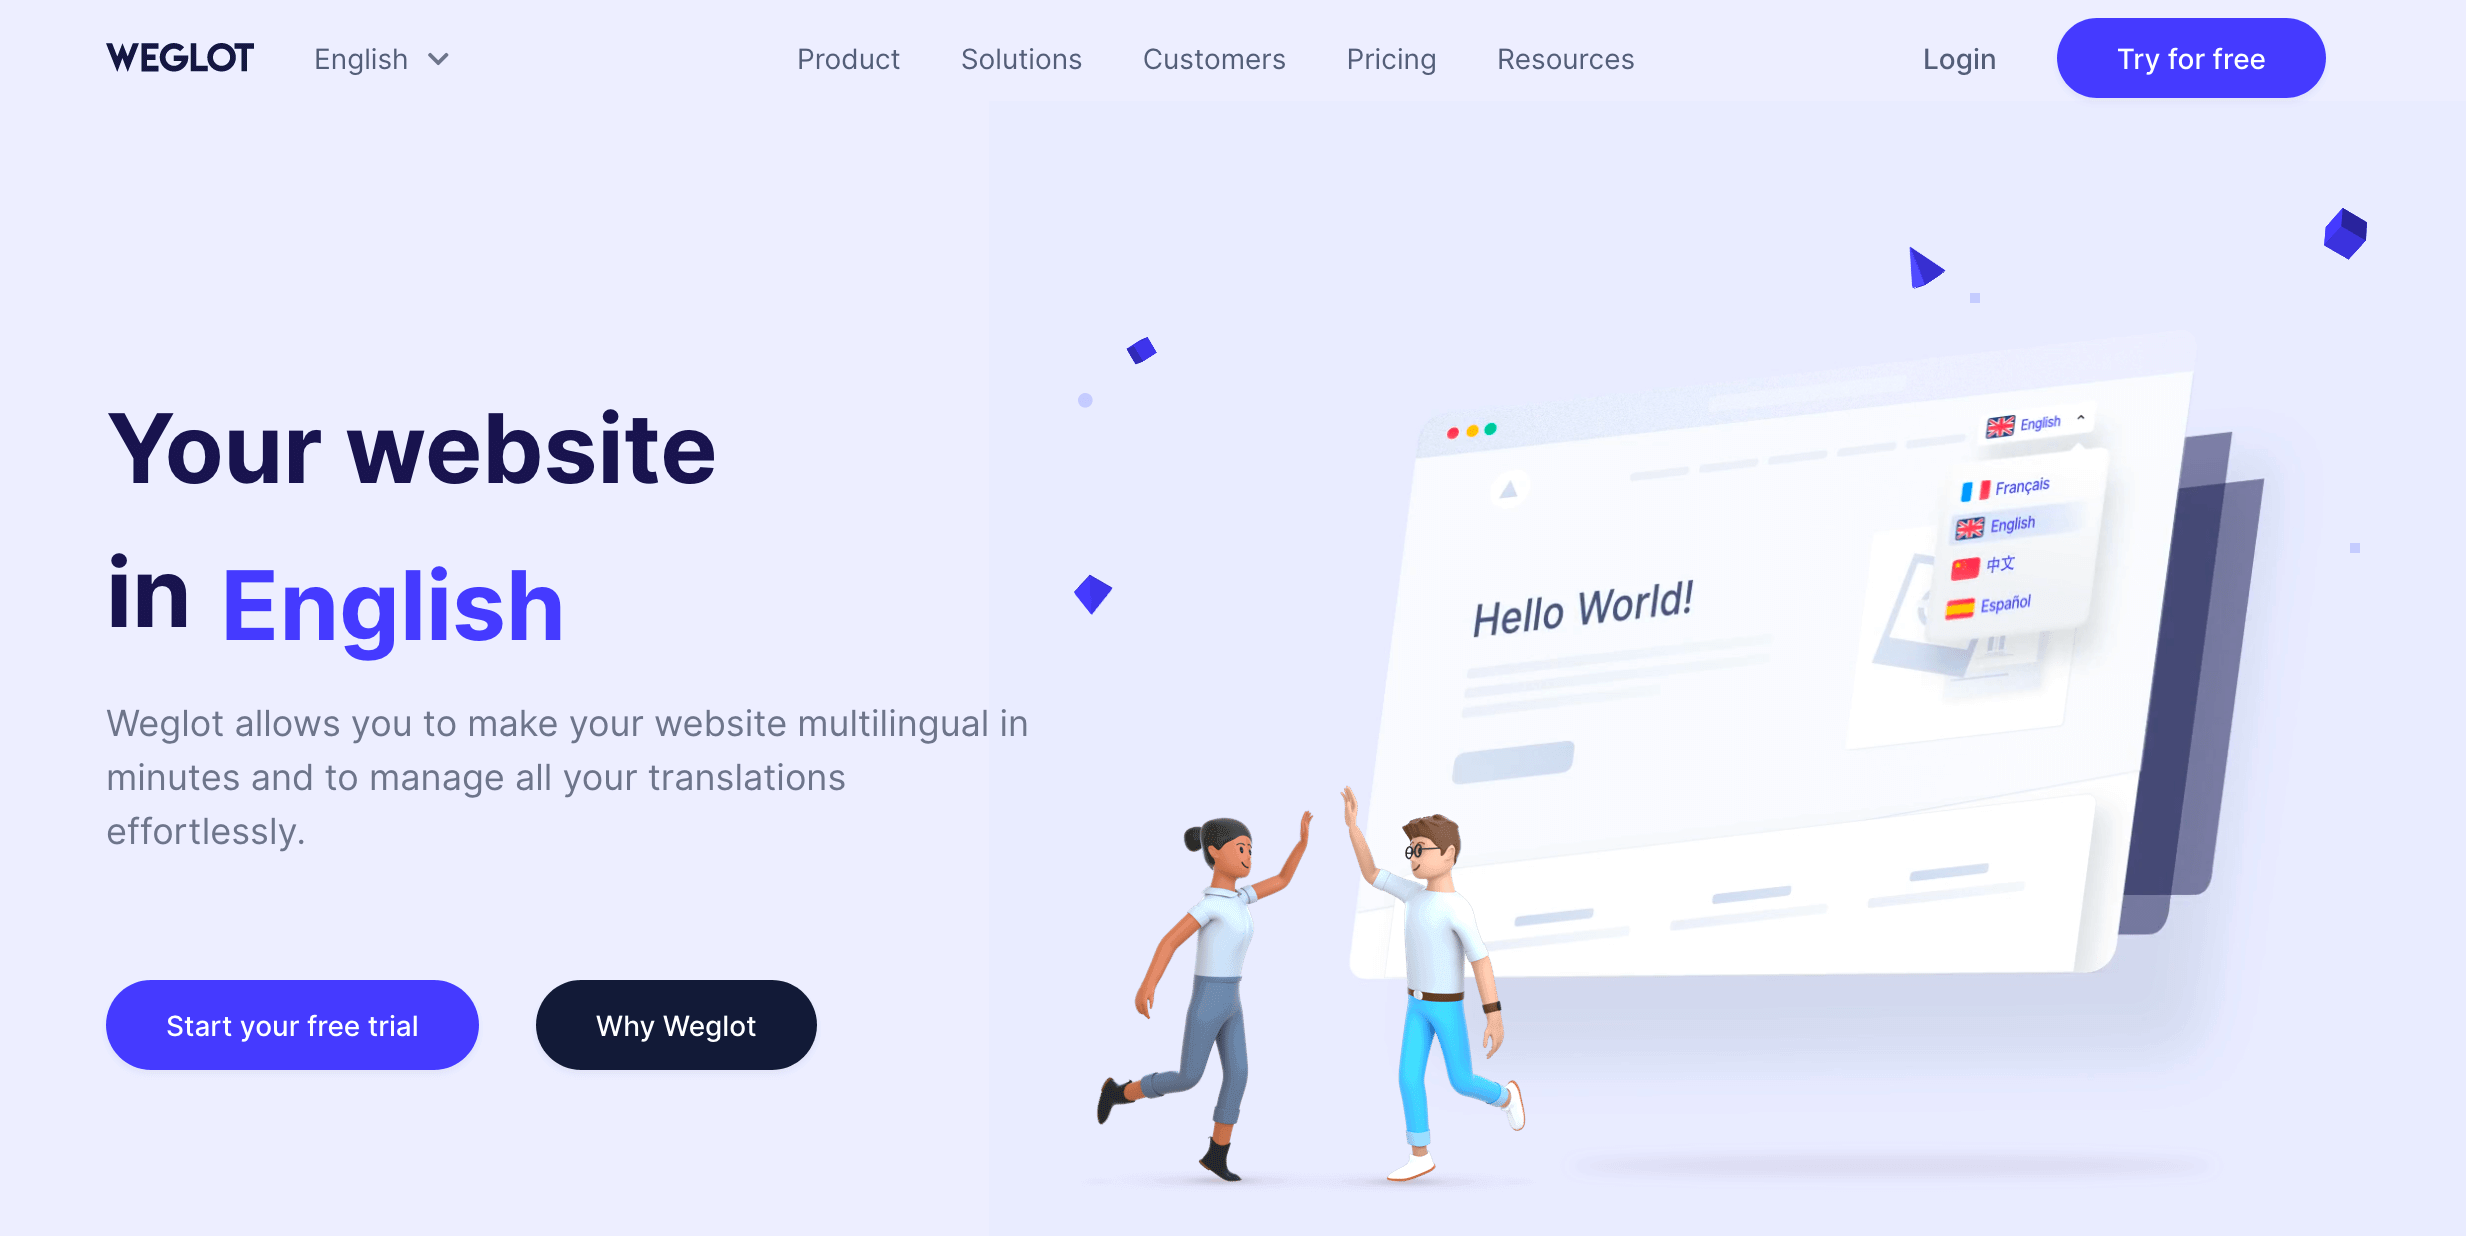 WEGLOT English Product Solutions Customers Pricing Resources Login Try for free
Your website
in English
Weglot allows you to make your website multilingual in
minutes and to manage all your translations
effortlessly.
Start your free trial Why Weglot
English
Français
English
中文
Español
Hello World!